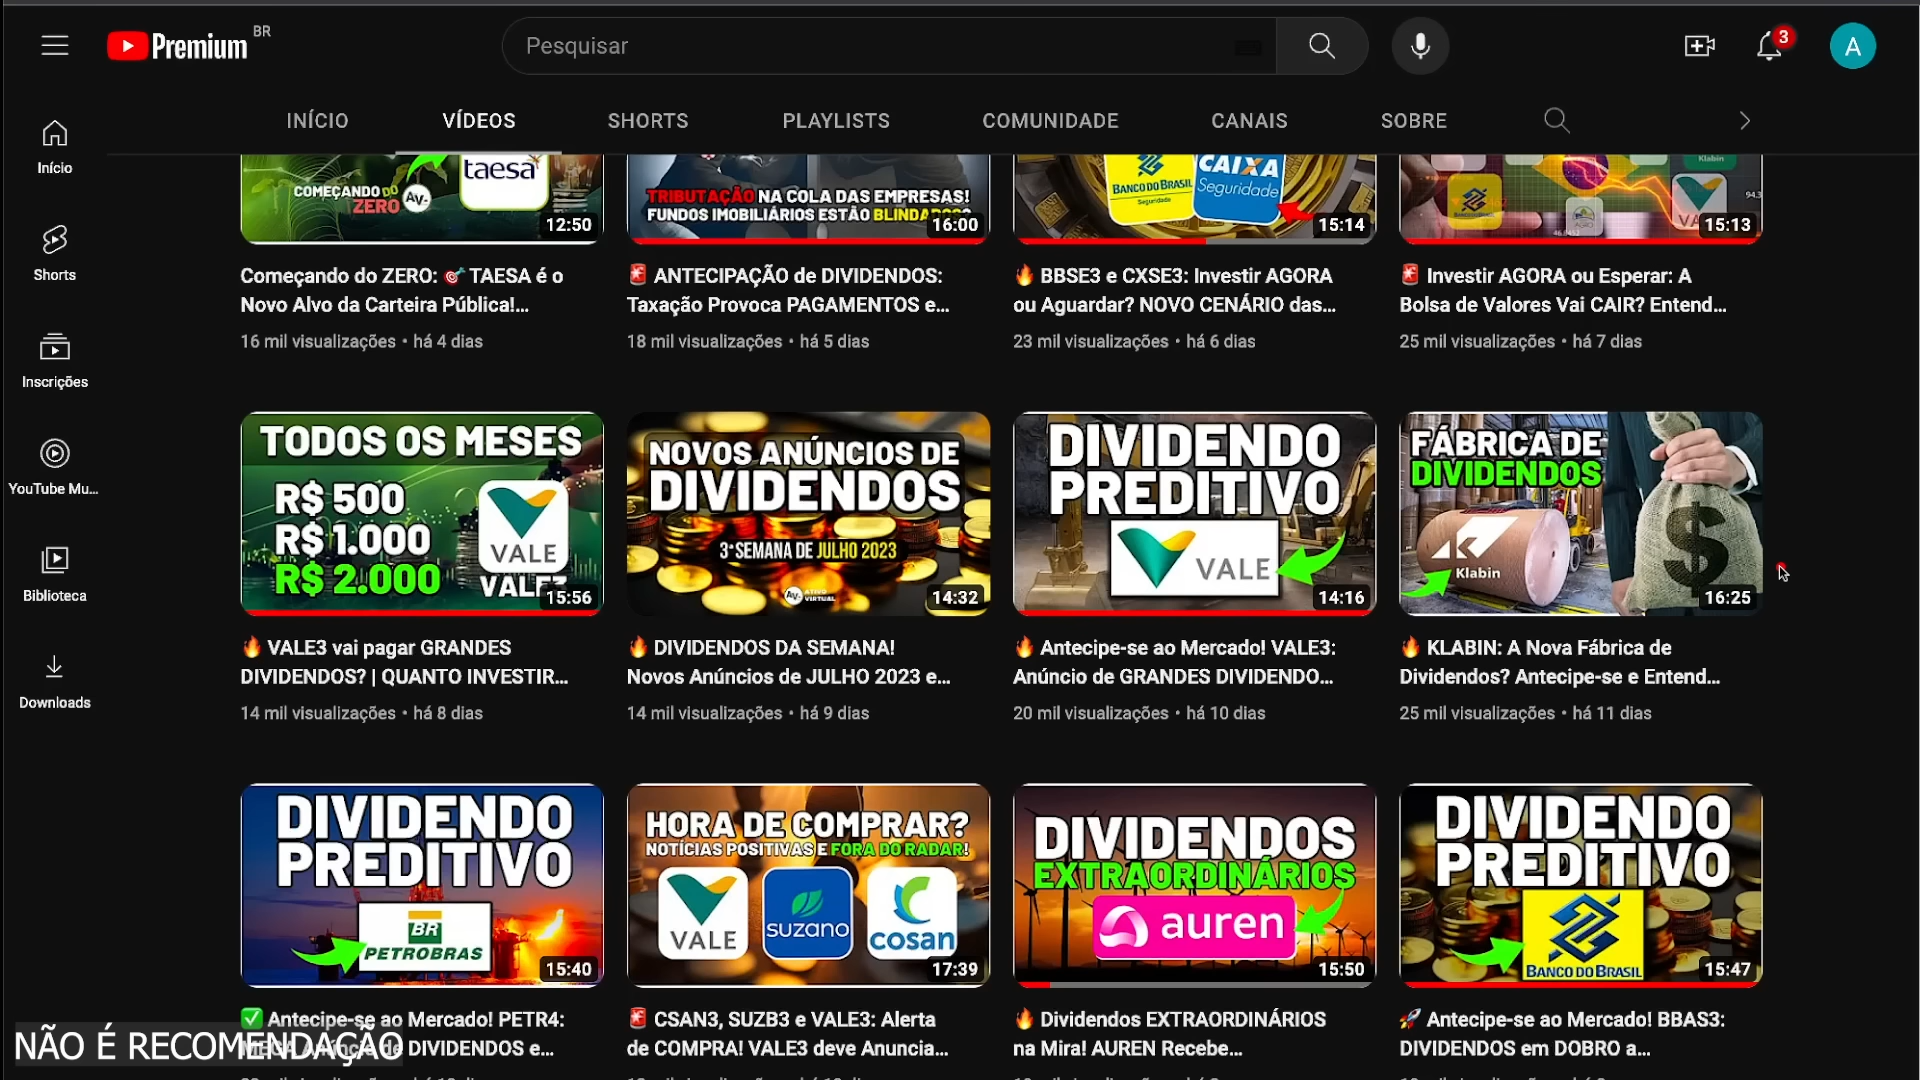 Premium BR
Pesquisar
3
A
INÍCIO
VÍDEOS
SHORTS
PLAYLISTS
COMUNIDADE
CANAIS
SOBRE
Início
Shorts
Inscrições
YouTube Mu...
Biblioteca
Downloads
COMEÇANDO DO
ZERO
AV-
taesa
12:50
TRIBUTAÇÃO NA COLA DAS EMPRESAS!
FUNDOS IMOBILIÁRIOS ESTÃO
16:00
BANCO DO BRASIL
Seguridade
CAIXA
Seguridade
15:14
Klabin
15:13
Começando do ZERO: 🎯 TAESA é o
Novo Alvo da Carteira Pública!...
16 mil visualizações • há 4 dias
🚨 ANTECIPAÇÃO de DIVIDENDOS:
Taxação Provoca PAGAMENTOS e...
18 mil visualizações • há 5 dias
🔥 BBSE3 e CXSE3: Investir AGORA
ou Aguardar? NOVO CENÁRIO das...
23 mil visualizações • há 6 dias
🚨 Investir AGORA ou Esperar: A
Bolsa de Valores Vai CAIR? Entend...
25 mil visualizações • há 7 dias
TODOS OS MESES
R$ 500
R$ 1.000
R$ 2.000
VALE
15:56
NOVOS ANÚNCIOS DE
DIVIDENDOS
3ª SEMANA DE JULHO 2023
AV- ATIVO VIRTUAL
14:32
DIVIDENDO
PREDITIVO
VALE
14:16
FÁBRICA DE
DIVIDENDOS
Klabin
$
16:25
🔥 VALE3 vai pagar GRANDES
DIVIDENDOS? | QUANTO INVESTIR...
14 mil visualizações • há 8 dias
🔥 DIVIDENDOS DA SEMANA!
Novos Anúncios de JULHO 2023 e...
14 mil visualizações • há 9 dias
🔥 Antecipe-se ao Mercado! VALE3:
Anúncio de GRANDES DIVIDENDO...
20 mil visualizações • há 10 dias
🔥 KLABIN: A Nova Fábrica de
Dividendos? Antecipe-se e Entend...
25 mil visualizações • há 11 dias
DIVIDENDO
PREDITIVO
BR
PETROBRAS
15:40
HORA DE COMPRAR?
NOTÍCIAS POSITIVAS E FORA DO RADAR!
VALE
suzano
cosan
17:39
DIVIDENDOS
EXTRAORDINÁRIOS
auren
15:50
DIVIDENDO
PREDITIVO
BANCO DO BRASIL
15:47
✅ Antecipe-se ao Mercado! PETR4:
MEGA Anúncio de DIVIDENDOS e...
🚨 CSAN3, SUZB3 e VALE3: Alerta
de COMPRA! VALE3 deve Anuncia...
🔥 Dividendos EXTRAORDINÁRIOS
na Mira! AUREN Recebe...
🚀 Antecipe-se ao Mercado! BBAS3:
DIVIDENDOS em DOBRO a...
NÃO É RECOMENDAÇÃO